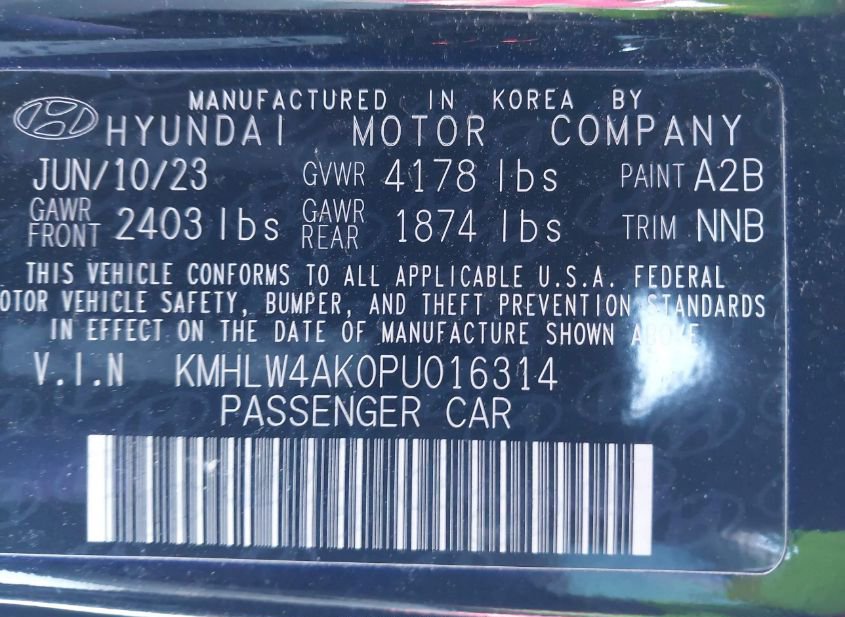 MANUFACTURED IN KOREA BY
HYUNDAI MOTOR COMPANY
JUN/10/23 GVWR 4178 lbs PAINT A2B
GAWR FRONT 2403 lbs GAWR REAR 1874 lbs TRIM NNB
THIS VEHICLE CONFORMS TO ALL APPLICABLE U.S.A. FEDERAL
OTOR VEHICLE SAFETY, BUMPER, AND THEFT PREVENTION STANDARDS
IN EFFECT ON THE DATE OF MANUFACTURE SHOWN ABOVE
V.I.N KMHLW4AK0PU016314
PASSENGER CAR